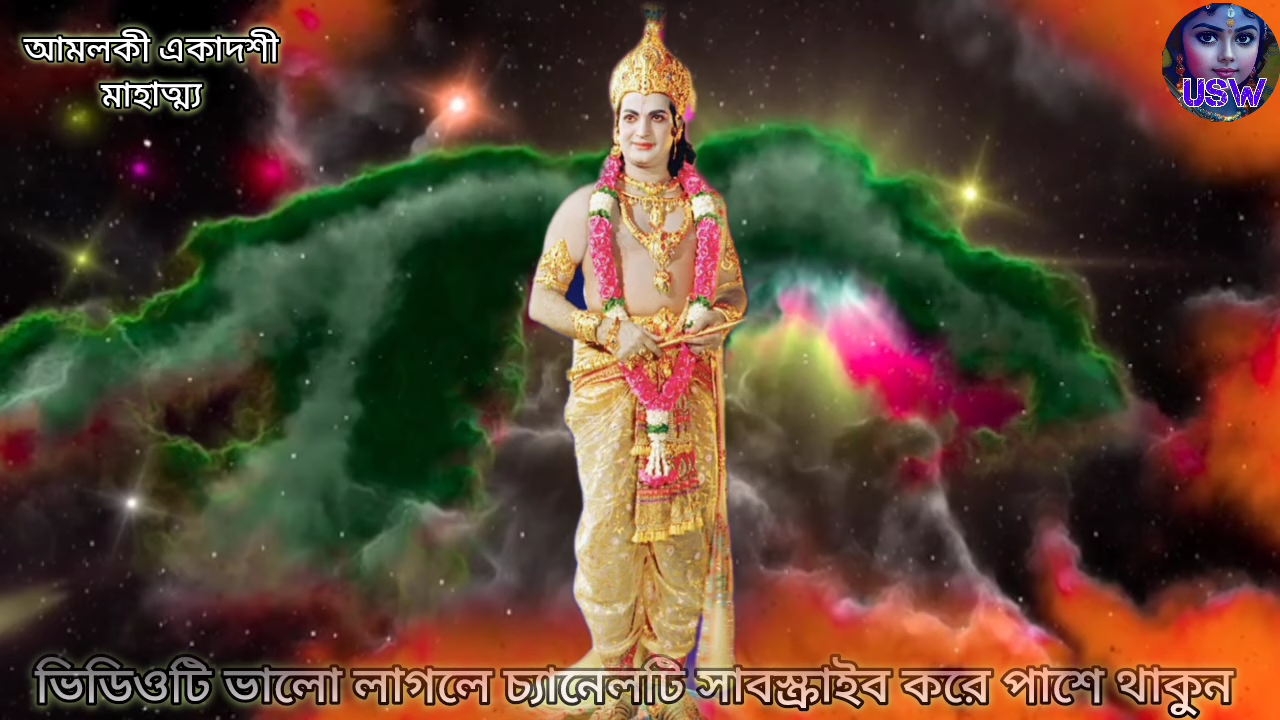 আমলকী একাদশী
মাহাত্ম্য
USW
ভিডিওটি ভালো লাগলে চ্যানেলটি সাবস্ক্রাইব করে পাশে থাকুন